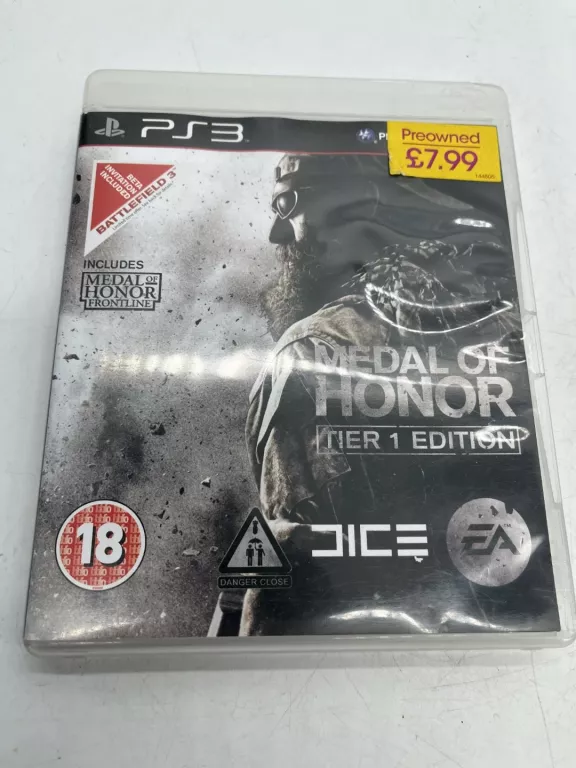 PS3
Preowned
£7.99
BETA
INVITATION
INCLUDED
BATTLEFIELD 3
INCLUDES
MEDAL OF
HONOR
FRONTLINE
MEDAL OF
HONOR
TIER 1 EDITION
18
DANGER CLOSE
DICE
EA